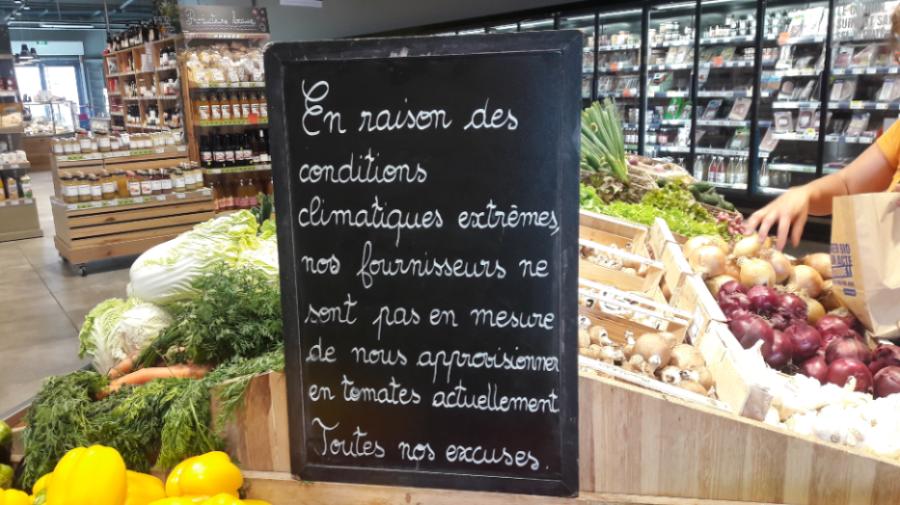 En raison des
conditions
climatiques extrêmes,
nos fournisseurs ne
sont pas en mesure
de nous approvisionner
en tomates actuellement
Toutes nos excuses.